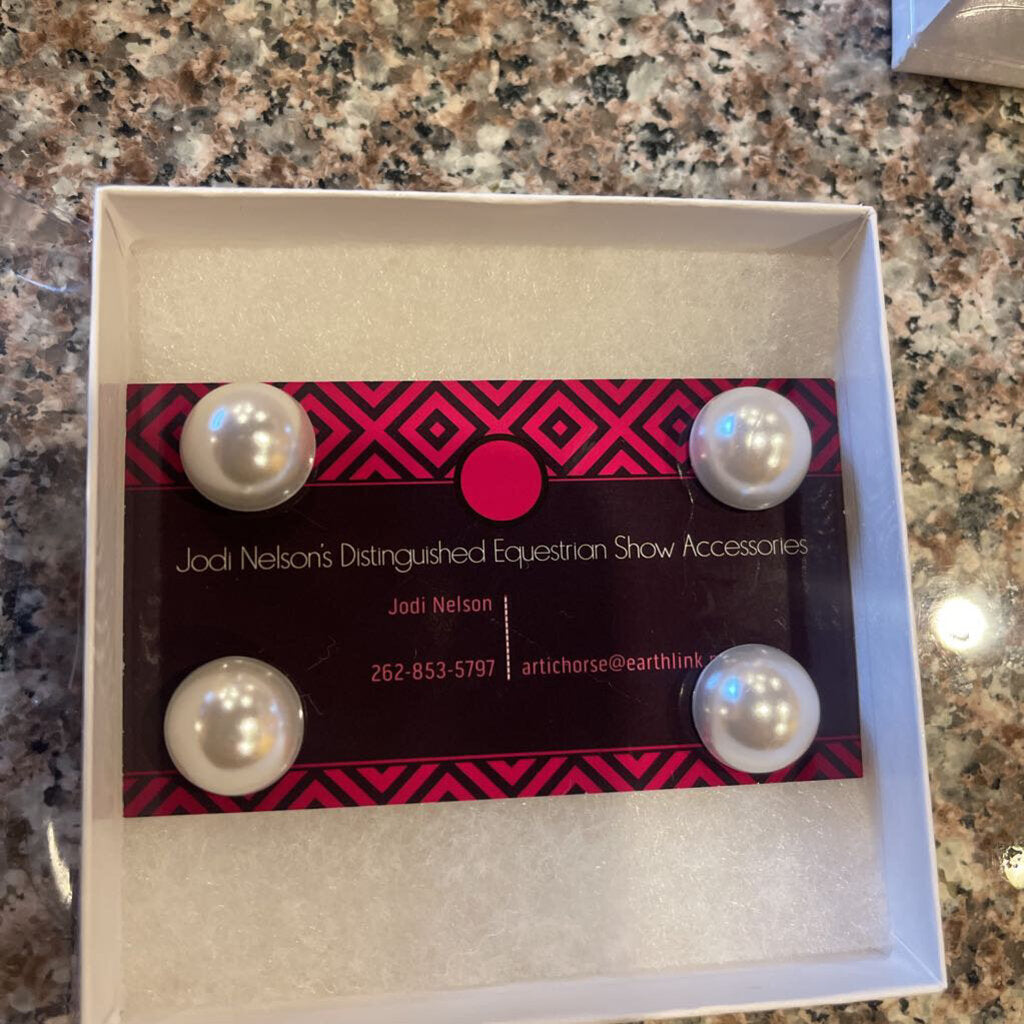 Jodi Nelson's Distinguished Equestrian Show Accessories
Jodi Nelson
262-853-5797
artichorse@earthlink